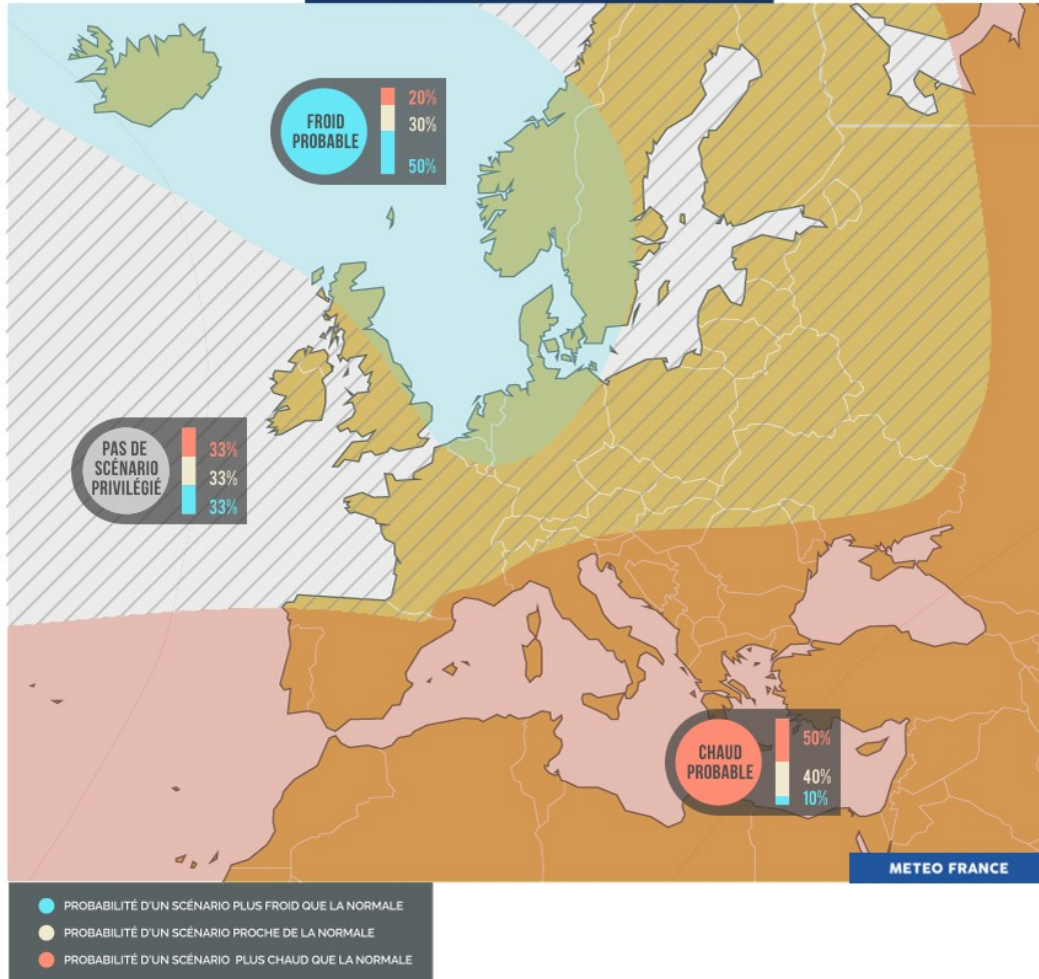 FROID
PROBABLE
20%
30%
50%
PAS DE
SCÉNARIO
PRIVILÉGIÉ
33%
33%
33%
CHAUD
PROBABLE
50%
40%
10%
METEO FRANCE
PROBABILITÉ D'UN SCÉNARIO PLUS FROID QUE LA NORMALE
PROBABILITÉ D'UN SCÉNARIO PROCHE DE LA NORMALE
PROBABILITÉ D'UN SCÉNARIO PLUS CHAUD QUE LA NORMALE